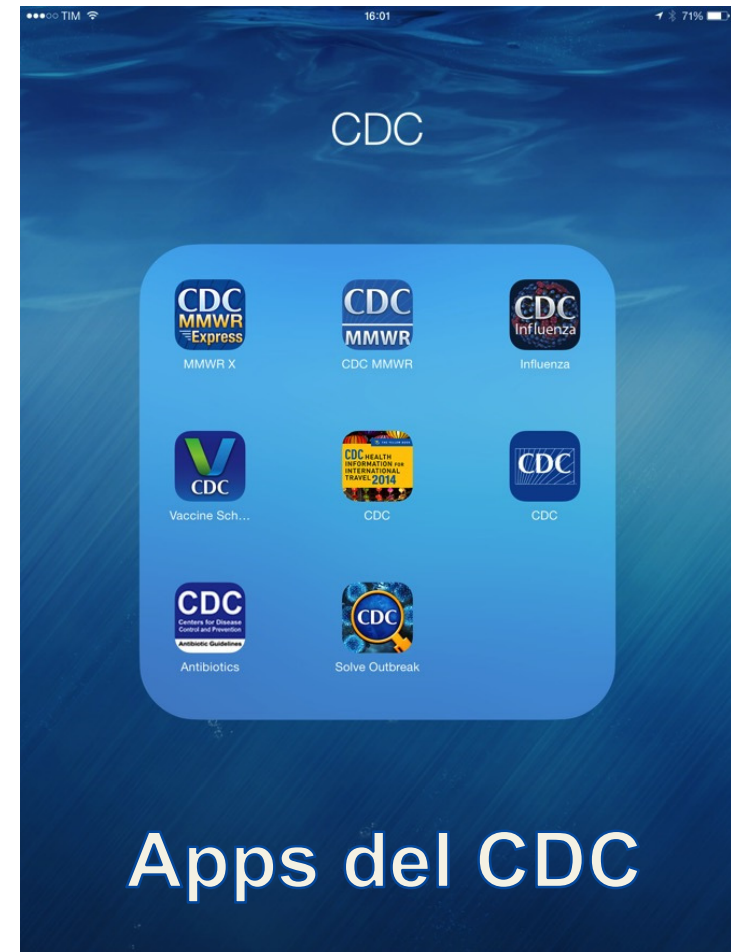 TIM
16:01
71%
CDC
CDC
MMWR
Express
MMWR X
CDC
MMWR
CDC MMWR
CDC
Influenza
Influenza
CDC
Vaccine Sch...
CDC HEALTH
INFORMATION FOR
INTERNATIONAL
TRAVEL 2014
CDC
CDC
CDC
CDC
Centers for Disease
Control and Prevention
Antibiotic Guidelines
Antibiotics
CDC
Solve Outbreak
Apps del CDC